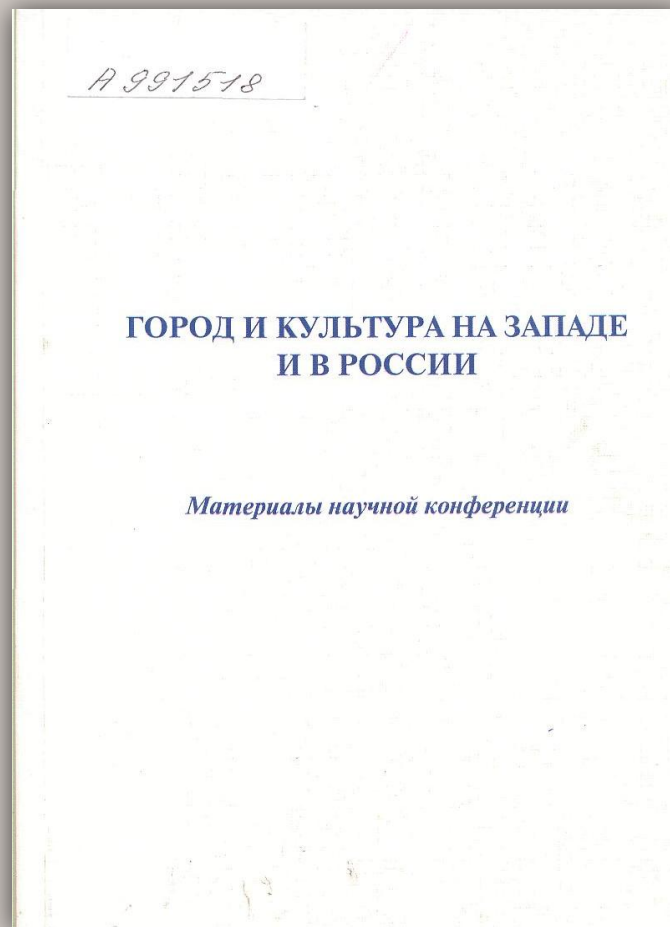 А 991518
ГОРОД И КУЛЬТУРА НА ЗАПАДЕ
И В РОССИИ
Материалы научной конференции